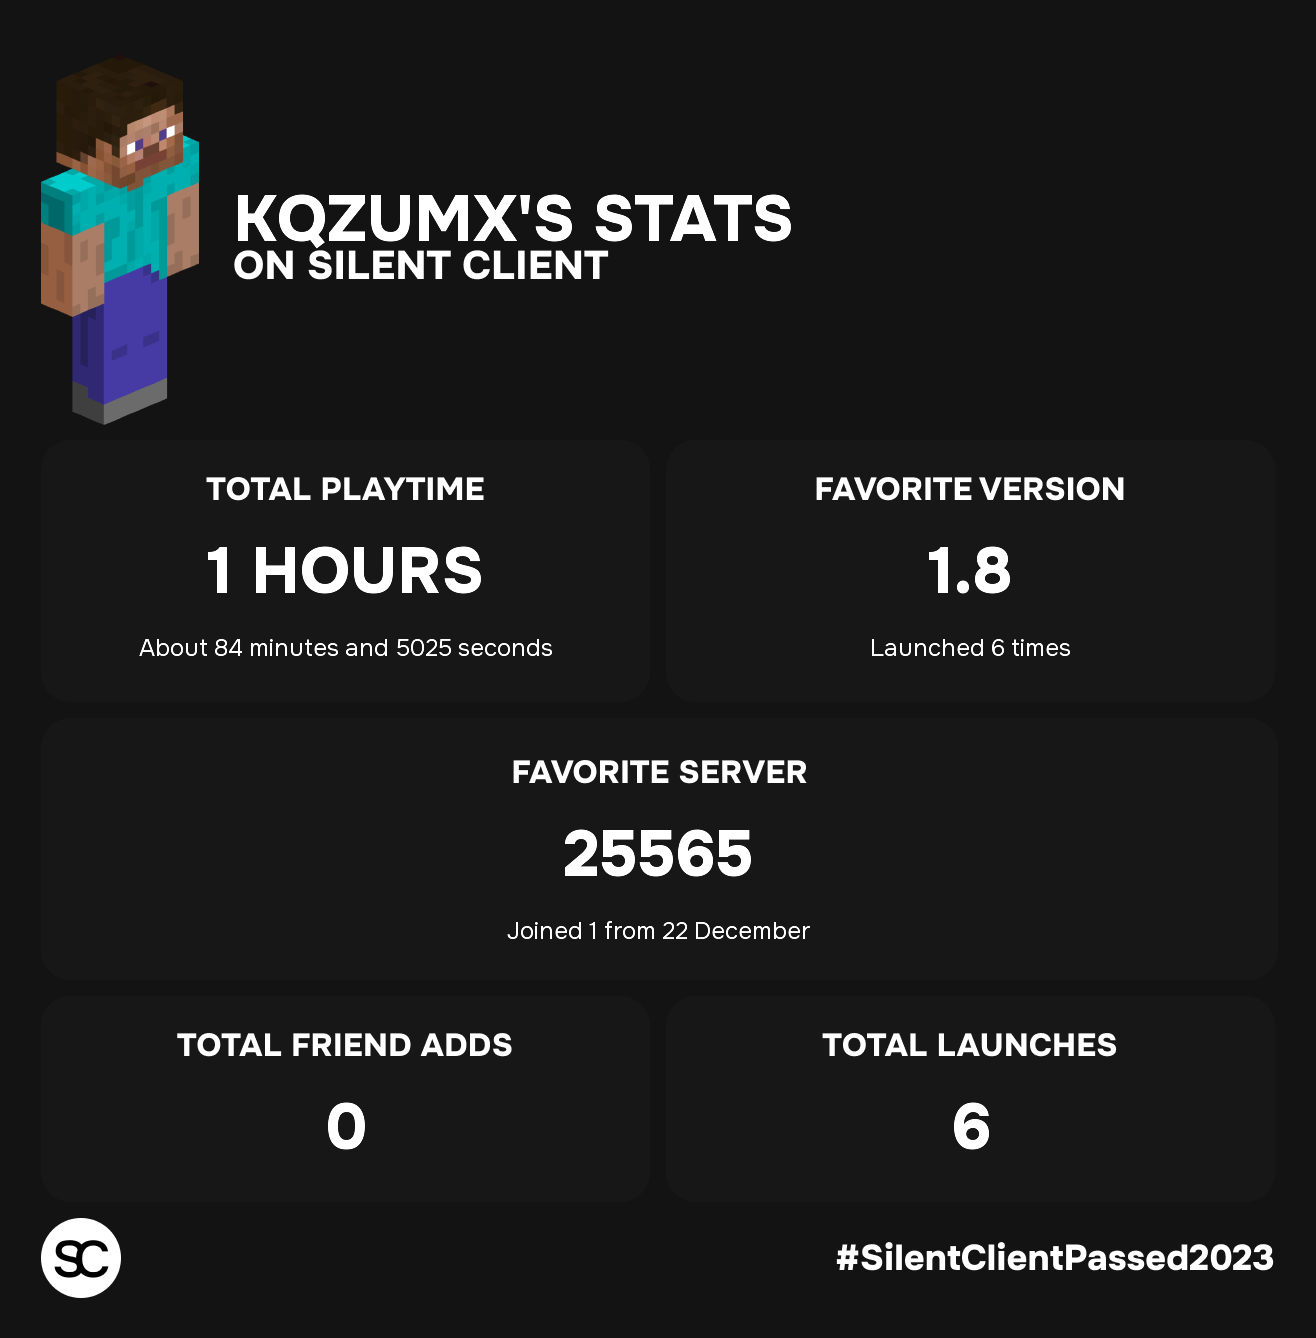 KQZUMX'S STATS
ON SILENT CLIENT
TOTAL PLAYTIME
1 HOURS
About 84 minutes and 5025 seconds
FAVORITE VERSION
1.8
Launched 6 times
FAVORITE SERVER
25565
Joined 1 from 22 December
TOTAL FRIEND ADDS
0
TOTAL LAUNCHES
6
SC
#SilentClientPassed2023